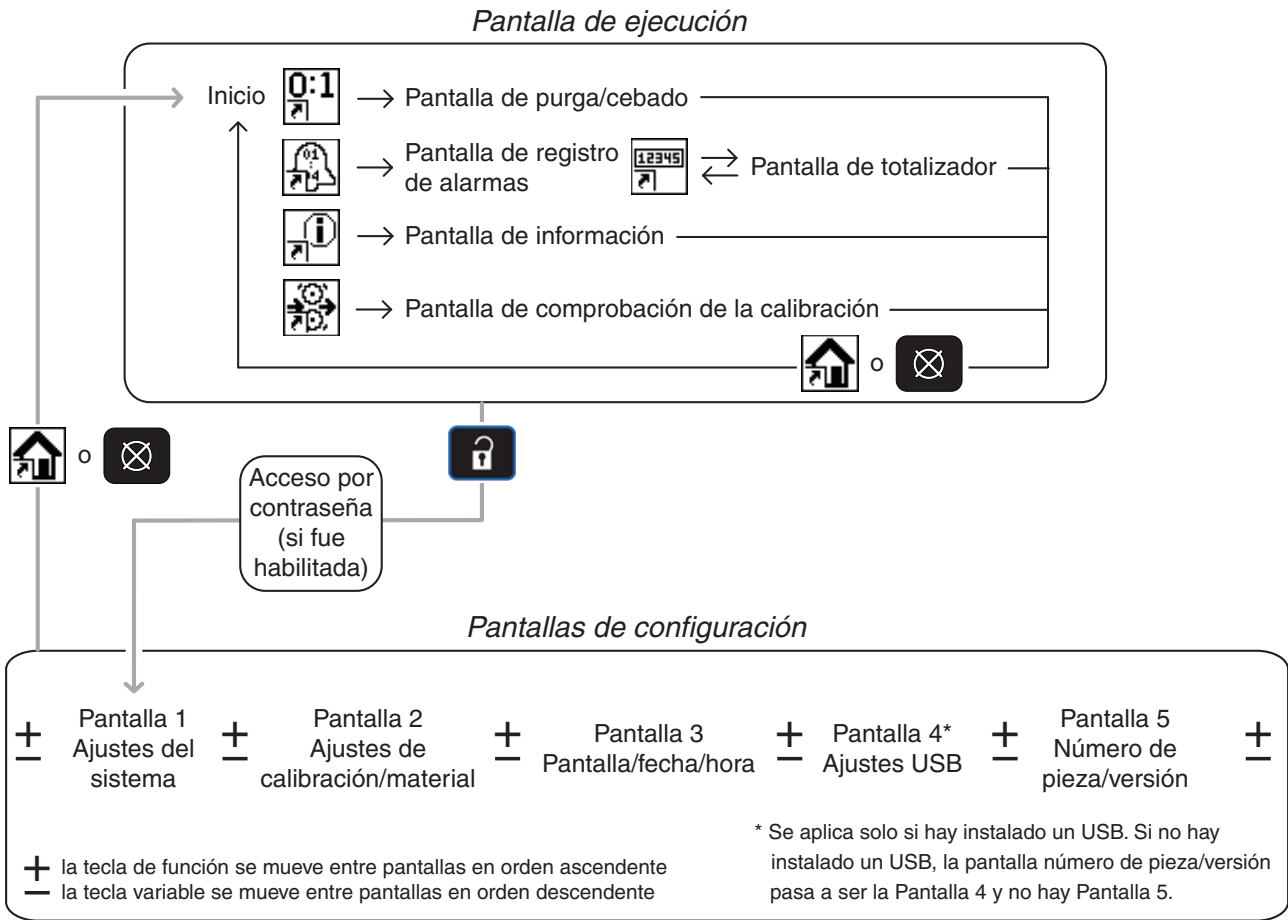 Pantalla de ejecución
Inicio
0:1
Pantalla de purga/cebado
01
Pantalla de registro
de alarmas
12345
Pantalla de totalizador
i
Pantalla de información
Pantalla de comprobación de la calibración
o
o
Acceso por
contraseña
(si fue
habilitada)
Pantallas de configuración
+
−
Pantalla 1
Ajustes del
sistema
+
−
Pantalla 2
Ajustes de
calibración/material
+
−
Pantalla 3
Pantalla/fecha/hora
+
−
Pantalla 4*
Ajustes USB
+
−
Pantalla 5
Número de
pieza/versión
+
−
+ la tecla de función se mueve entre pantallas en orden ascendente
− la tecla variable se mueve entre pantallas en orden descendente
* Se aplica solo si hay instalado un USB. Si no hay
instalado un USB, la pantalla número de pieza/versión
pasa a ser la Pantalla 4 y no hay Pantalla 5.